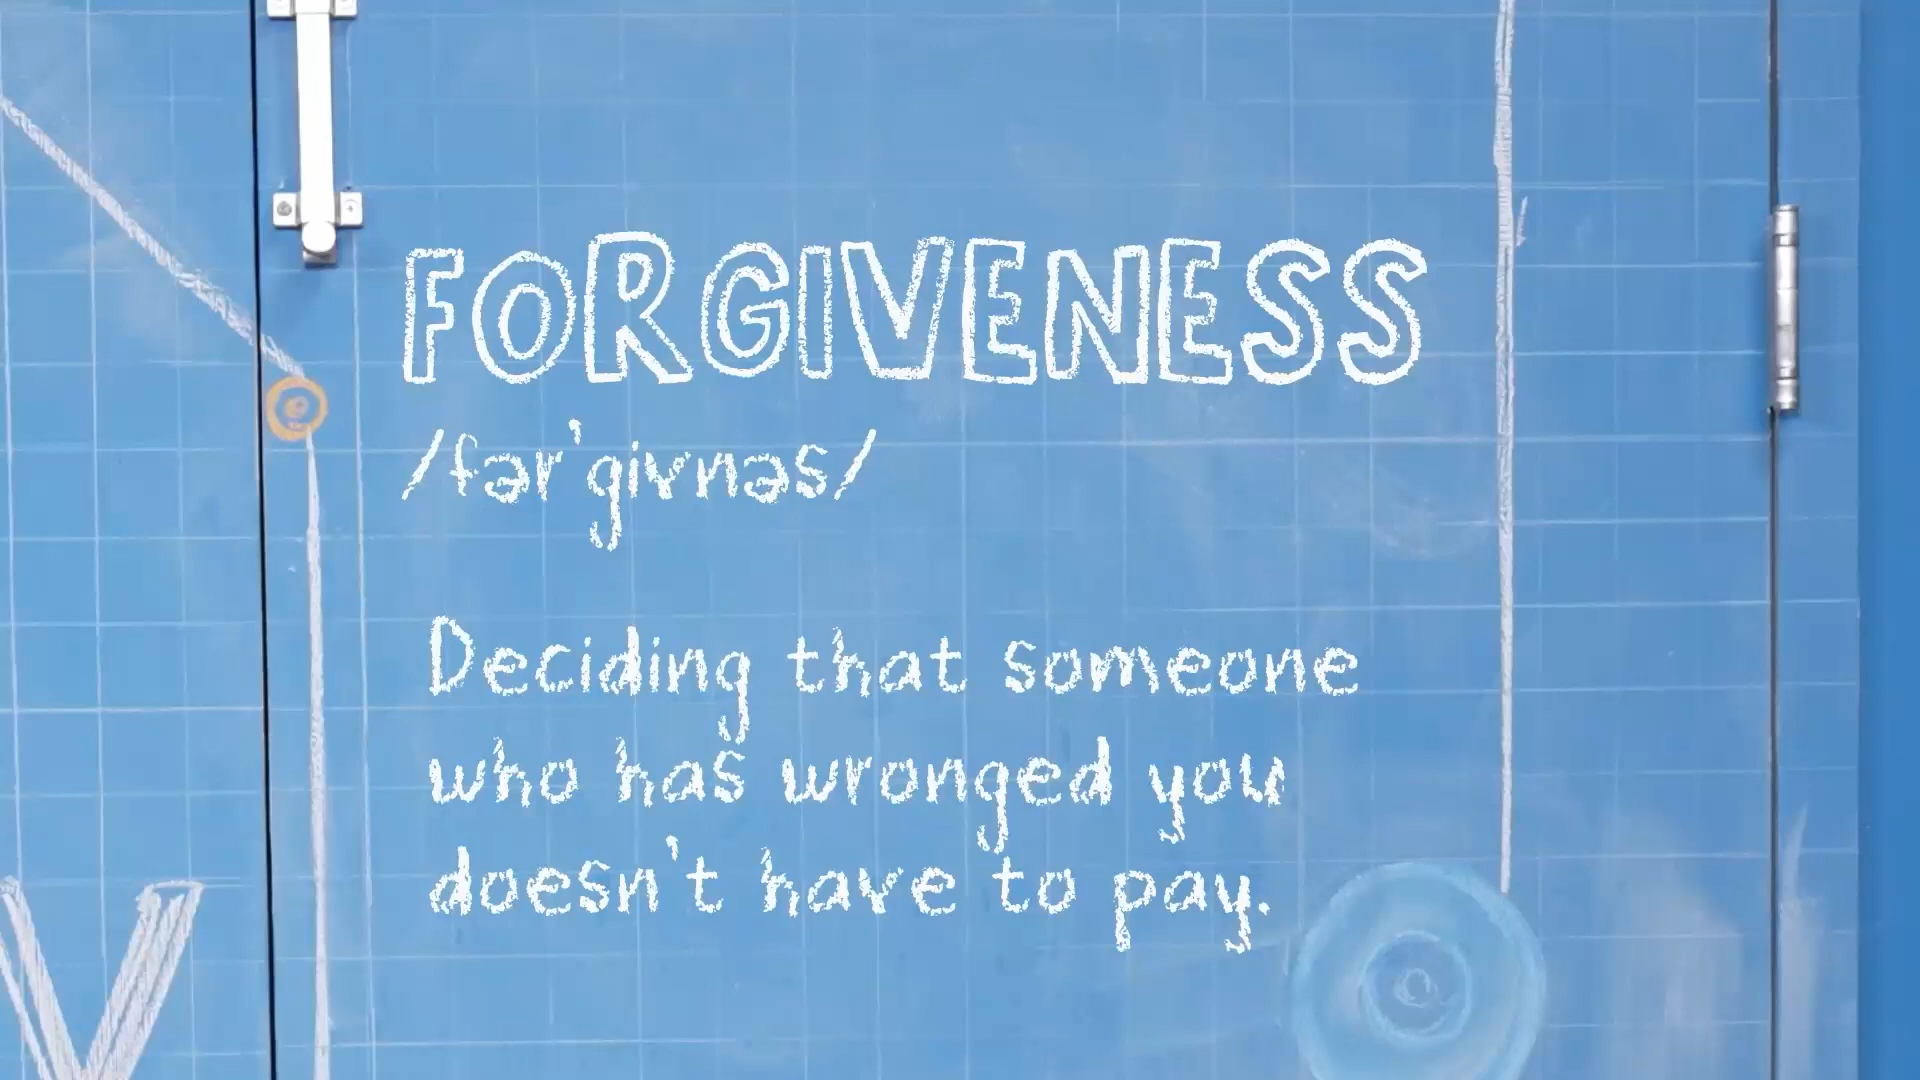 FORGIVENESS
/fər'givnəs/
Deciding that someone
who has wronged you
doesn't have to pay.